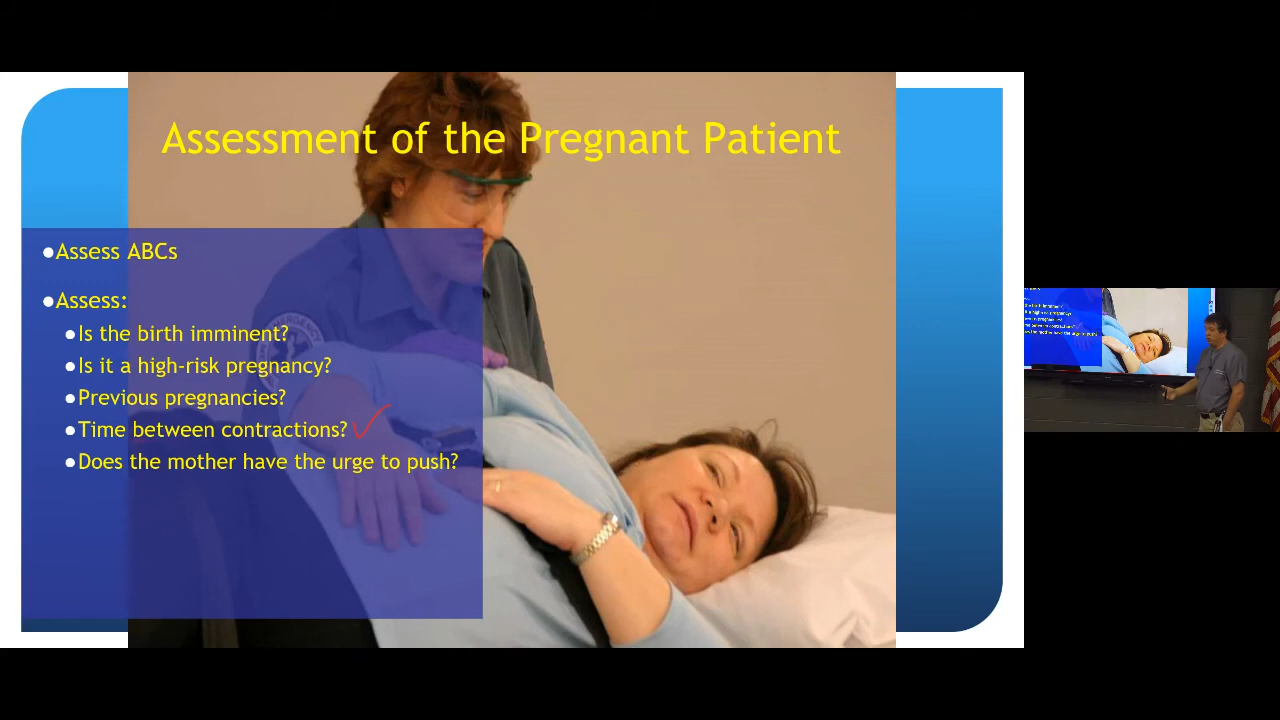 Assessment of the Pregnant Patient
●Assess ABCs
●Assess:
●Is the birth imminent?
●Is it a high-risk pregnancy?
●Previous pregnancies?
●Time between contractions?
●Does the mother have the urge to push?